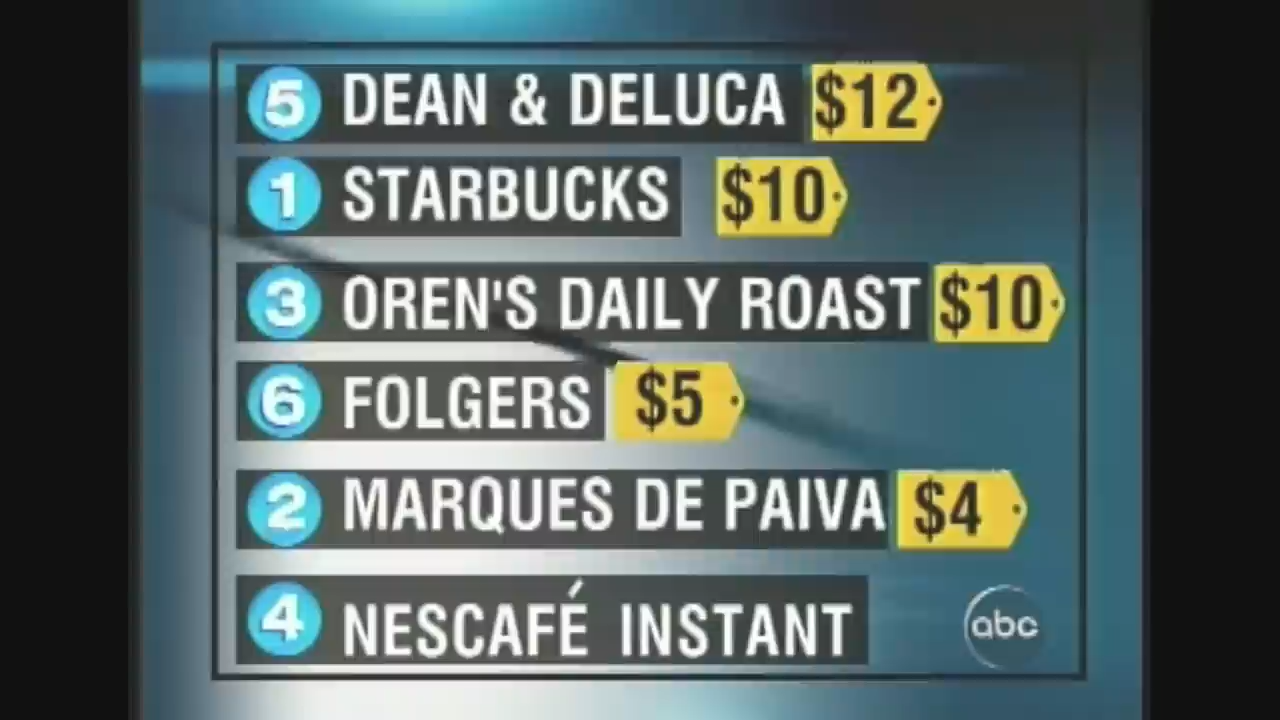 5 DEAN & DELUCA $12
1 STARBUCKS $10
3 OREN'S DAILY ROAST $10
6 FOLGERS $5
2 MARQUES DE PAIVA $4
4 NESCAFÉ INSTANT
abc